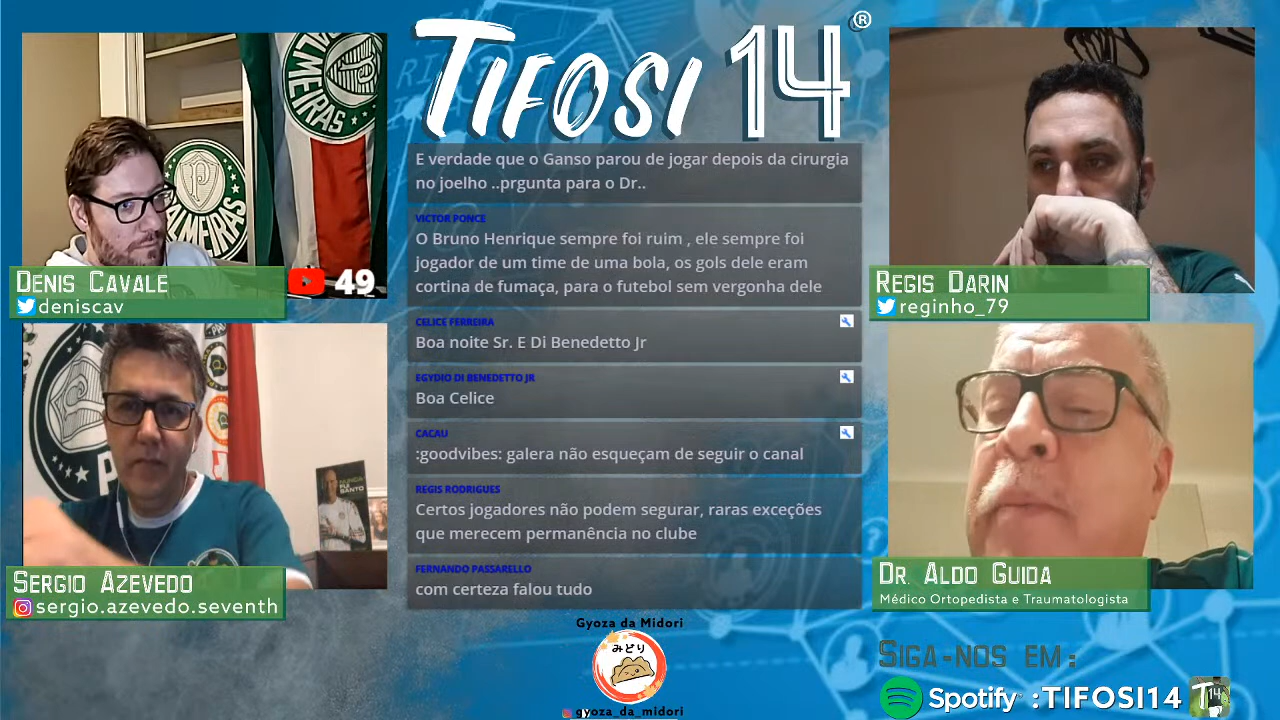 TIFOSI 14®
PALMEIRAS
PALMEIRAS
DENIS CAVALE
deniscav
49
E verdade que o Ganso parou de jogar depois da cirurgia
no joelho ..prgunta para o Dr..
VICTOR PONCE
O Bruno Henrique sempre foi ruim , ele sempre foi
jogador de um time de uma bola, os gols dele eram
cortina de fumaça, para o futebol sem vergonha dele
CELICE FERREIRA
Boa noite Sr. E Di Benedetto Jr
EGYDIO DI BENEDETTO JR
Boa Celice
CACAU
:goodvibes: galera não esqueçam de seguir o canal
REGIS RODRIGUES
Certos jogadores não podem segurar, raras exceções
que merecem permanência no clube
FERNANDO PASSARELLO
com certeza falou tudo
REGIS DARIN
reginho_79
NUNCA
FUI
SANTO
SERGIO AZEVEDO
sergio.azevedo.seventh
DR. ALDO GUIDA
Médico Ortopedista e Traumatologista
Gyoza da Midori
みどり
gyoza_da_midori
SIGA-NOS EM:
Spotify :TIFOSI14
T14